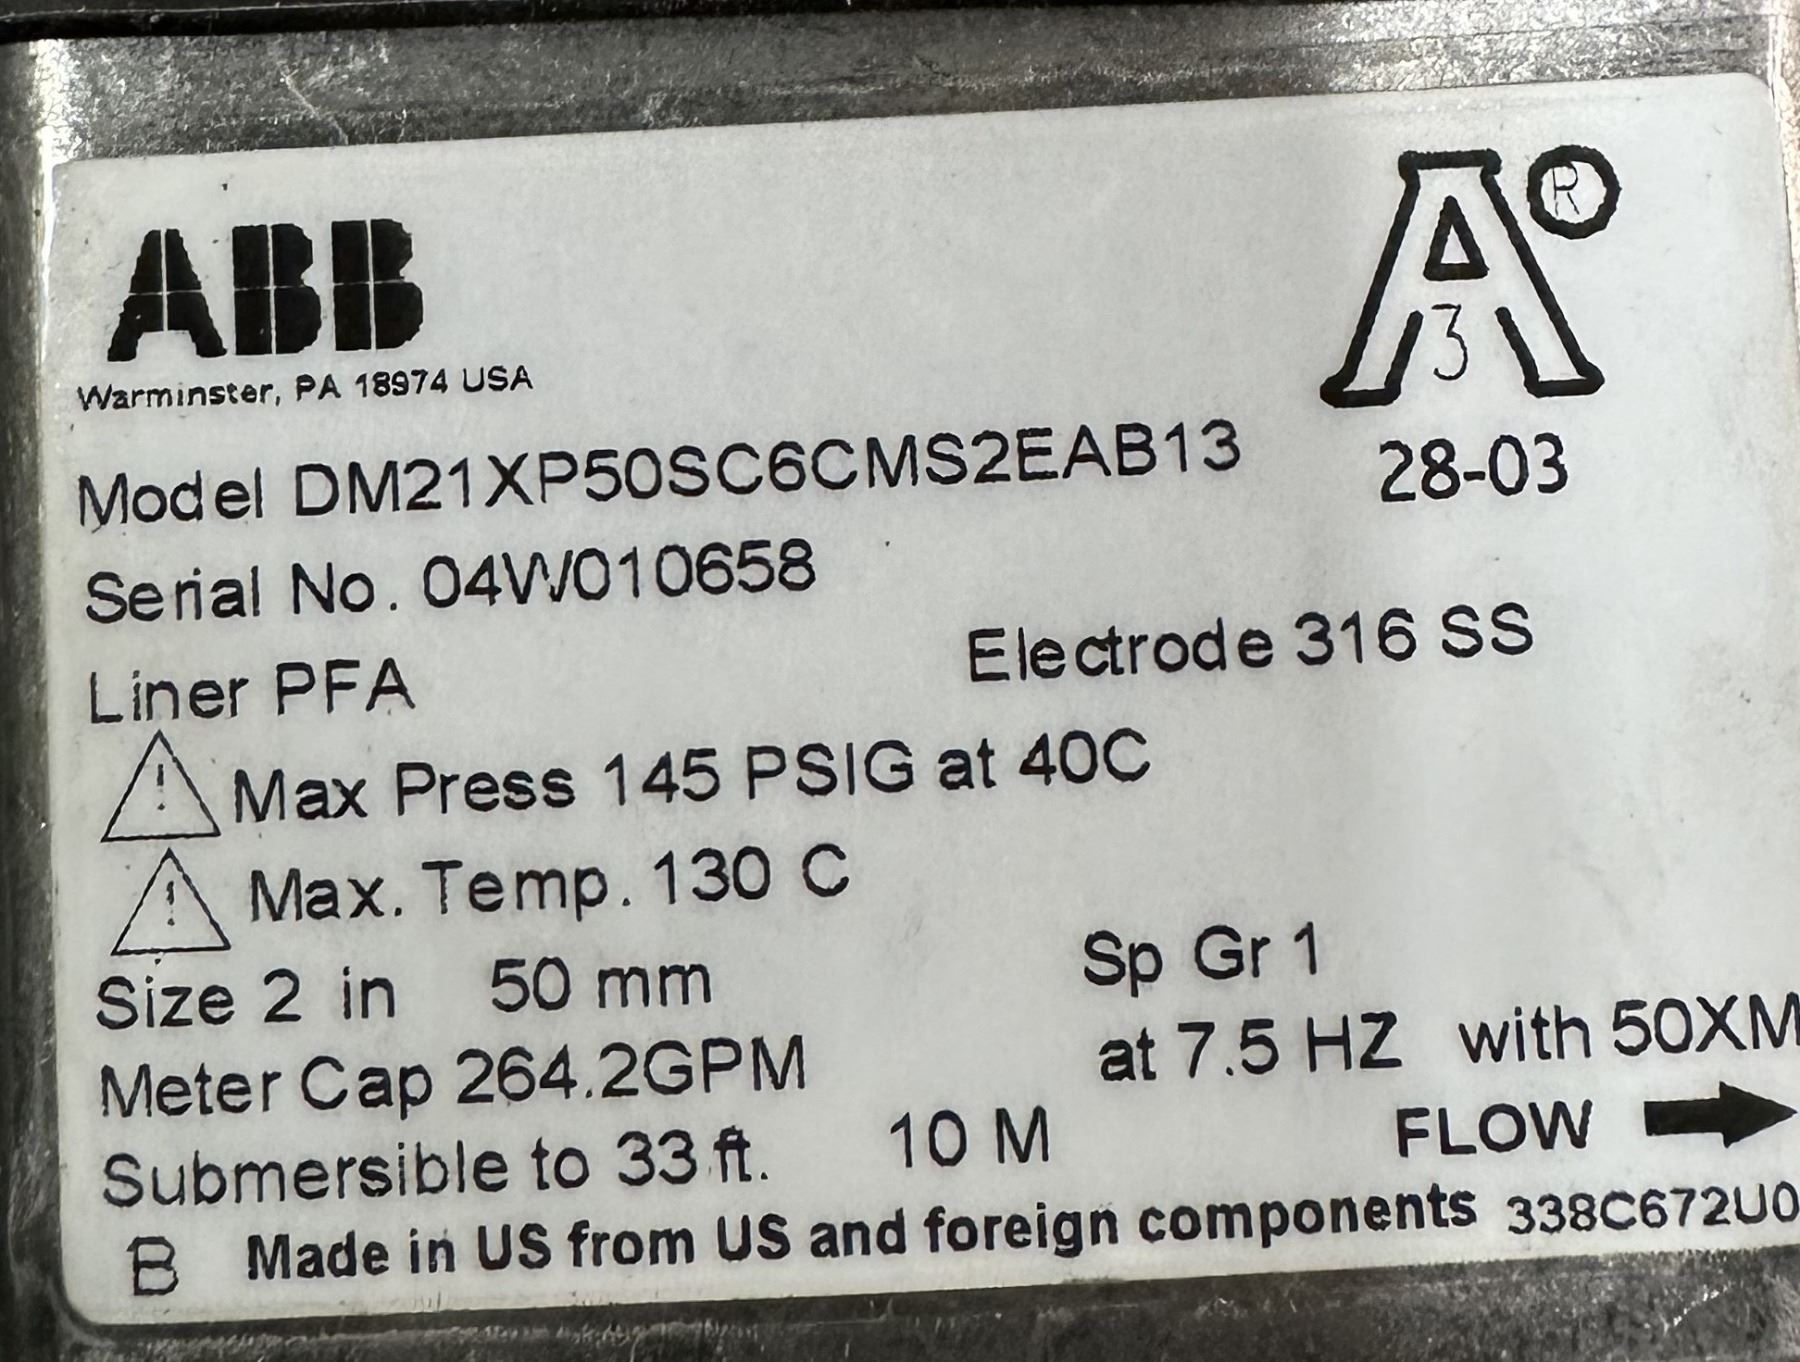 ABB
R
3
Warminster, PA 18974 USA
Model DM21XP50SC6CMS2EAB13
28-03
Serial No. 04W010658
Liner PFA
Electrode 316 SS
! Max Press 145 PSIG at 40C
! Max. Temp. 130 C
Size 2 in 50 mm
Sp Gr 1
Meter Cap 264.2GPM at 7.5 HZ with 50XM
Submersible to 33 ft. 10 M
FLOW
B Made in US from US and foreign components 338C672U0